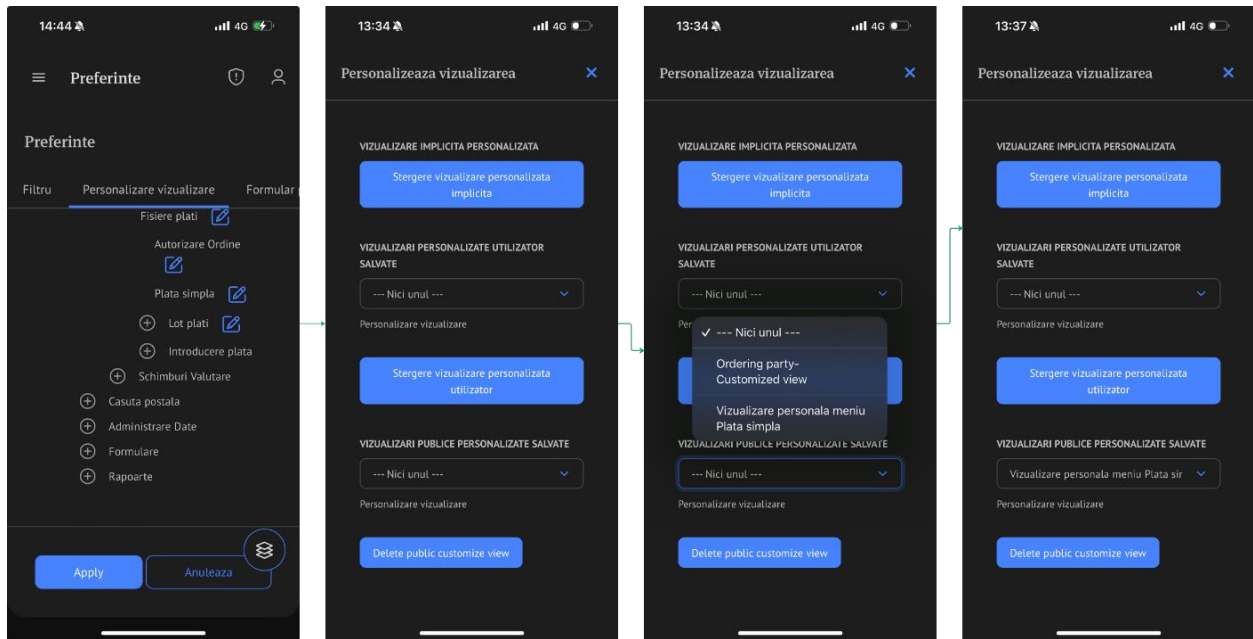 14:44
4G
Preferinte
Preferinte
Filtru
Personalizare vizualizare
Formular
Fisiere plati
Autorizare Ordine
Plata simpla
Lot plati
Introducere plata
Schimburi Valutare
Casuta postala
Administrare Date
Formulare
Rapoarte
Apply
Anuleaza
13:34
4G
Personalizeaza vizualizarea
VIZUALIZARE IMPLICITA PERSONALIZATA
Stergere vizualizare personalizata
implicita
VIZUALIZARI PERSONALIZATE UTILIZATOR
SALVATE
--- Nici unul ---
Personalizare vizualizare
Stergere vizualizare personalizata
utilizator
VIZUALIZARI PUBLICE PERSONALIZATE SALVATE
--- Nici unul ---
Personalizare vizualizare
Delete public customize view
13:34
4G
Personalizeaza vizualizarea
VIZUALIZARE IMPLICITA PERSONALIZATA
Stergere vizualizare personalizata
implicita
VIZUALIZARI PERSONALIZATE UTILIZATOR
SALVATE
--- Nici unul ---
Per
✓ --- Nici unul ---
Ordering party-
Customized view
Vizualizare personala meniu
Plata simpla
VIZUALIZARI PUBLICE PERSONALIZATE SALVATE
--- Nici unul ---
Personalizare vizualizare
Delete public customize view
13:37
4G
Personalizeaza vizualizarea
VIZUALIZARE IMPLICITA PERSONALIZATA
Stergere vizualizare personalizata
implicita
VIZUALIZARI PERSONALIZATE UTILIZATOR
SALVATE
--- Nici unul ---
Personalizare vizualizare
Stergere vizualizare personalizata
utilizator
VIZUALIZARI PUBLICE PERSONALIZATE SALVATE
Vizualizare personala meniu Plata sir
Personalizare vizualizare
Delete public customize view